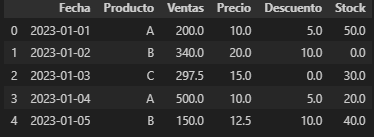 Fecha Producto Ventas Precio Descuento Stock
0 2023-01-01 A 200.0 10.0 5.0 50.0
1 2023-01-02 B 340.0 20.0 10.0 0.0
2 2023-01-03 C 297.5 15.0 0.0 30.0
3 2023-01-04 A 500.0 10.0 5.0 20.0
4 2023-01-05 B 150.0 12.5 10.0 40.0